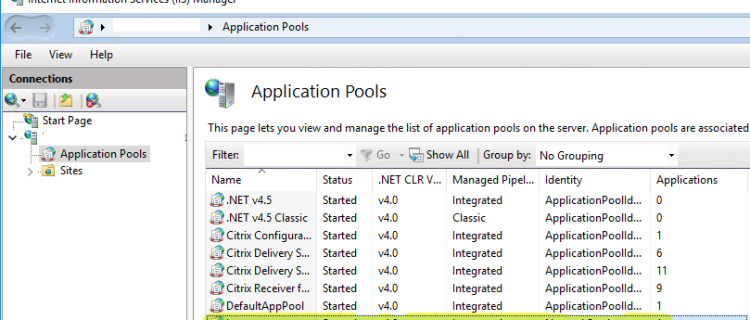 Internet Information Services (IIS) Manager
Application Pools
File View Help
Connections
Start Page
Application Pools
Sites
Application Pools
This page lets you view and manage the list of application pools on the server. Application pools are associated
Filter: Go Show All Group by: No Grouping
Name Status .NET CLR V... Managed Pipel... Identity Applications
.NET v4.5 Started v4.0 Integrated ApplicationPoolId... 0
.NET v4.5 Classic Started v4.0 Classic ApplicationPoolId... 0
Citrix Configura... Started v4.0 Integrated ApplicationPoolId... 1
Citrix Delivery S... Started v4.0 Integrated ApplicationPoolId... 6
Citrix Delivery S... Started v4.0 Integrated ApplicationPoolId... 11
Citrix Receiver f... Started v4.0 Integrated ApplicationPoolId... 9
DefaultAppPool Started v4.0 Integrated ApplicationPoolId... 1